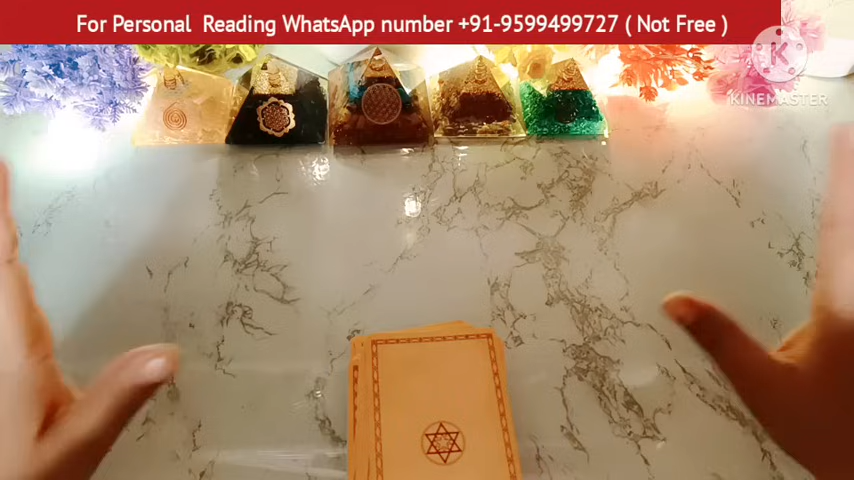 For Personal Reading WhatsApp number +91-9599499727 ( Not Free )
K
KINEMASTER